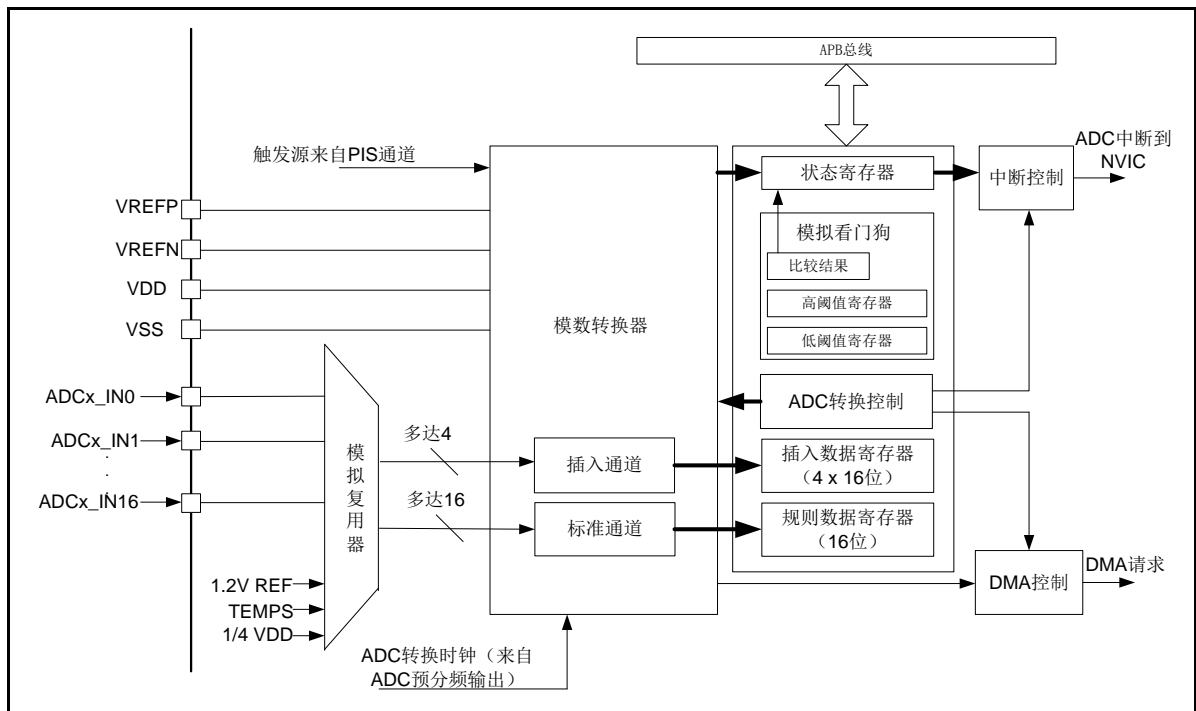 APB总线
触发源来自PIS通道
VREFP
VREFN
VDD
VSS
ADCx_IN0
ADCx_IN1
.
.
.
ADCx_IN16
1.2V REF
TEMPS
1/4 VDD
模拟复用器
多达4
多达16
ADC转换时钟（来自
ADC预分频输出）
模数转换器
插入通道
标准通道
状态寄存器
模拟看门狗
比较结果
高阈值寄存器
低阈值寄存器
ADC转换控制
插入数据寄存器
（4 x 16位）
规则数据寄存器
（16位）
中断控制
ADC中断到
NVIC
DMA控制
DMA请求